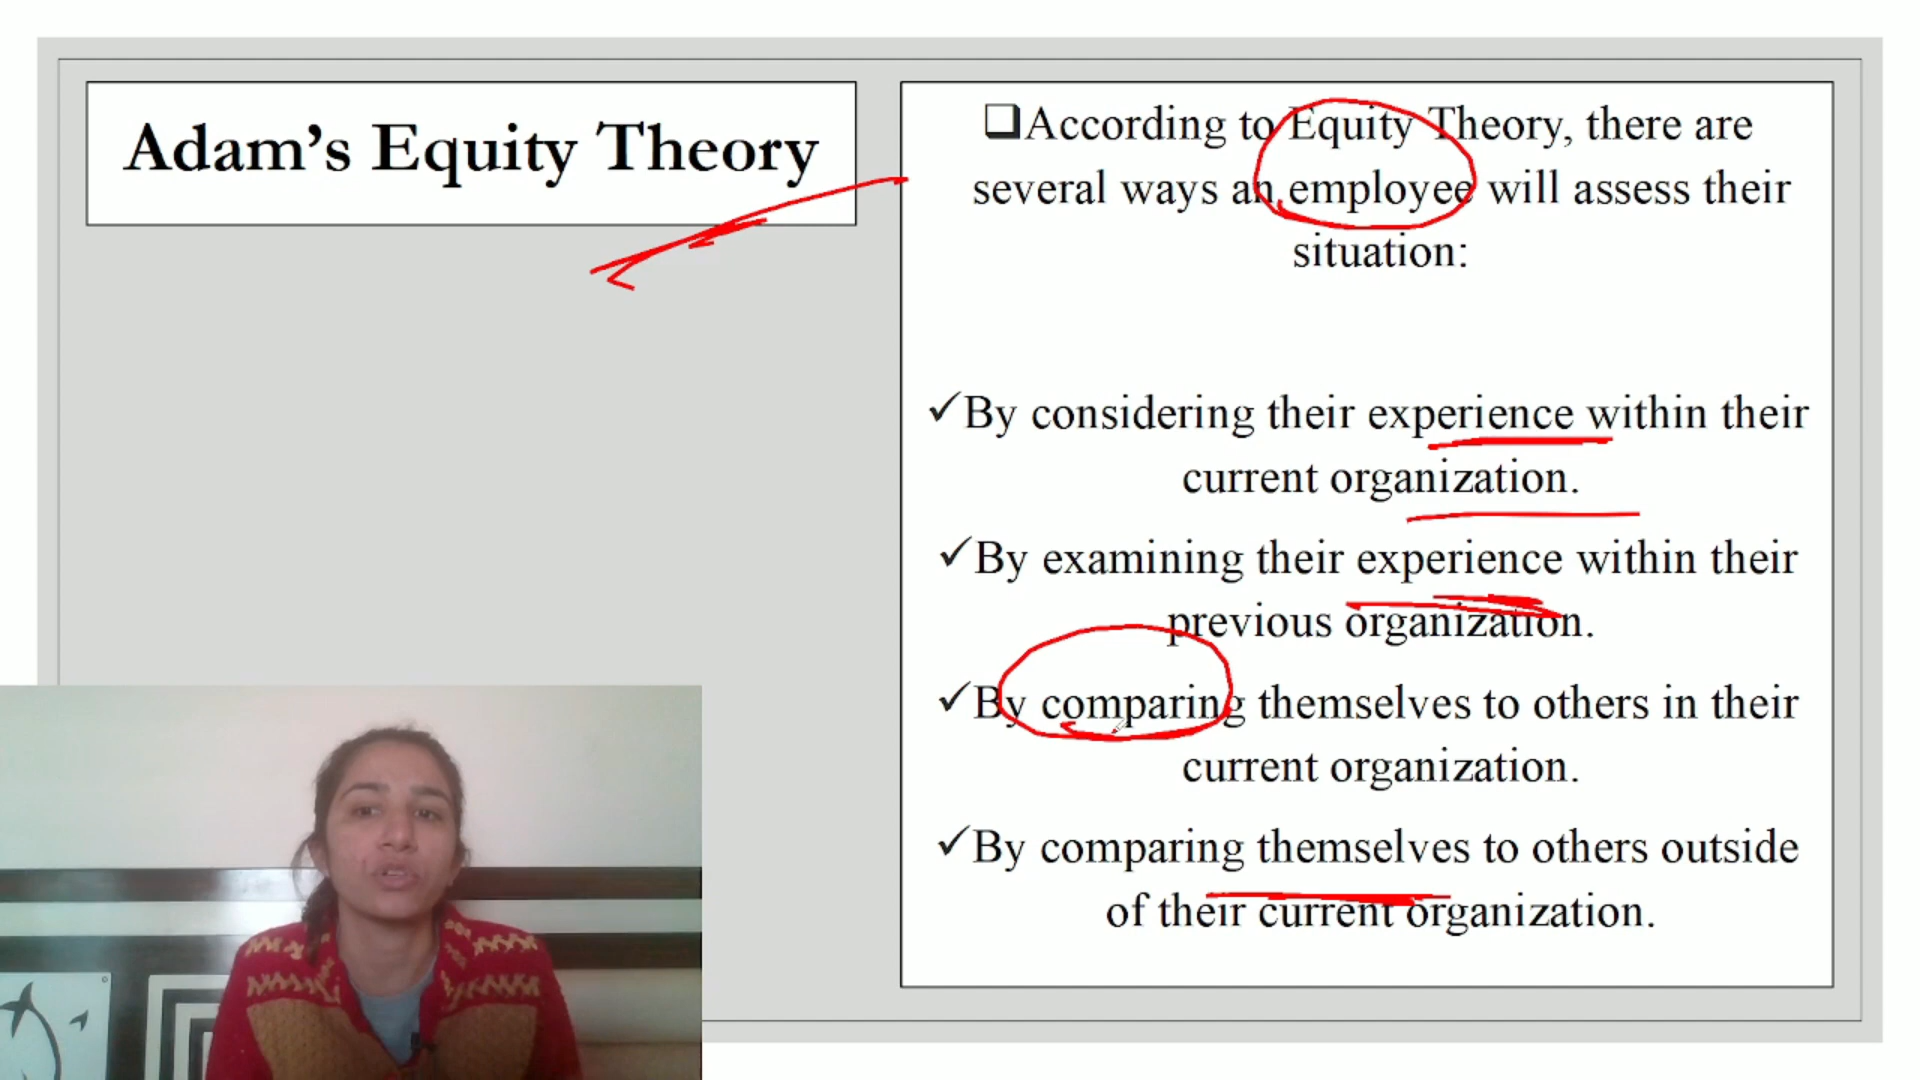 Adam’s Equity Theory
❑According to Equity Theory, there are
several ways an employee will assess their
situation:
✓By considering their experience within their
current organization.
✓By examining their experience within their
previous organization.
✓By comparing themselves to others in their
current organization.
✓By comparing themselves to others outside
of their current organization.